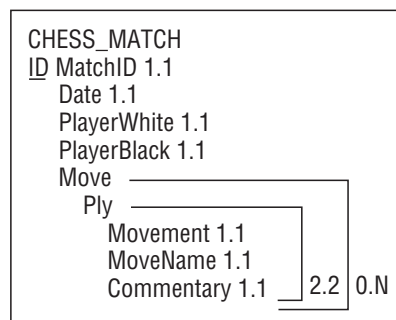 CHESS_MATCH
ID MatchID 1.1
Date 1.1
PlayerWhite 1.1
PlayerBlack 1.1
Move
Ply
Movement 1.1
MoveName 1.1
Commentary 1.1 2.2 0.N